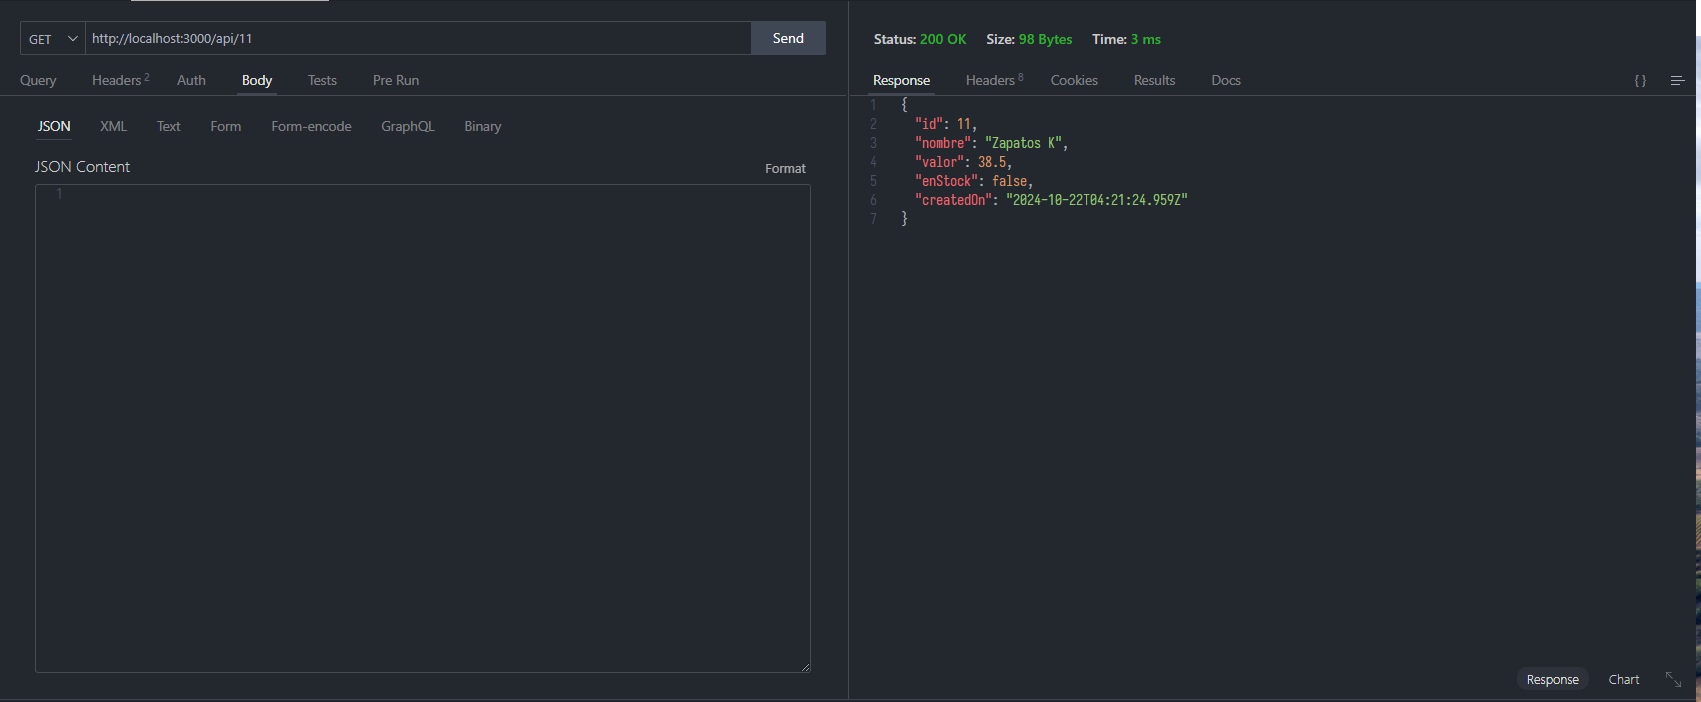 GET http://localhost:3000/api/11 Send
Query Headers 2 Auth Body Tests Pre Run
JSON XML Text Form Form-encode GraphQL Binary
JSON Content Format
1
Status: 200 OK Size: 98 Bytes Time: 3 ms
Response Headers 8 Cookies Results Docs {}
1 {
2 "id": 11,
3 "nombre": "Zapatos K",
4 "valor": 38.5,
5 "enStock": false,
6 "createdOn": "2024-10-22T04:21:24.959Z"
7 }
Response Chart